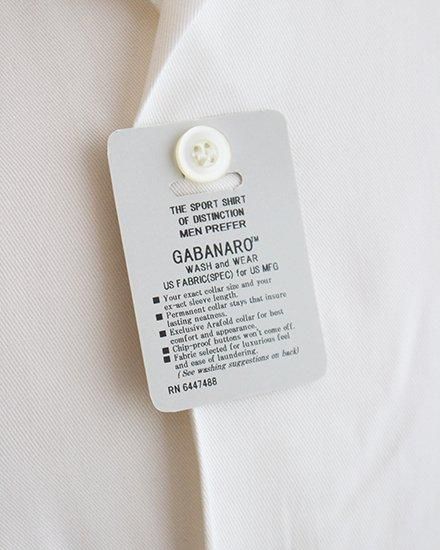 THE SPORT SHIRT
OF DISTINCTION
MEN PREFER
GABANARO™
WASH and WEAR
US FABRIC(SPEC) for US MFG
■ Your exact collar size and your
ex-act sleeve length.
■ Permanent collar stays that insure
lasting neatness.
■ Exclusive Arafold collar for best
comfort and appearance.
■ Chip-proof buttons won't come off.
■ Fabric selected for luxurious feel
and ease of laundering.
(See washing suggestions on back)
RN 6447488